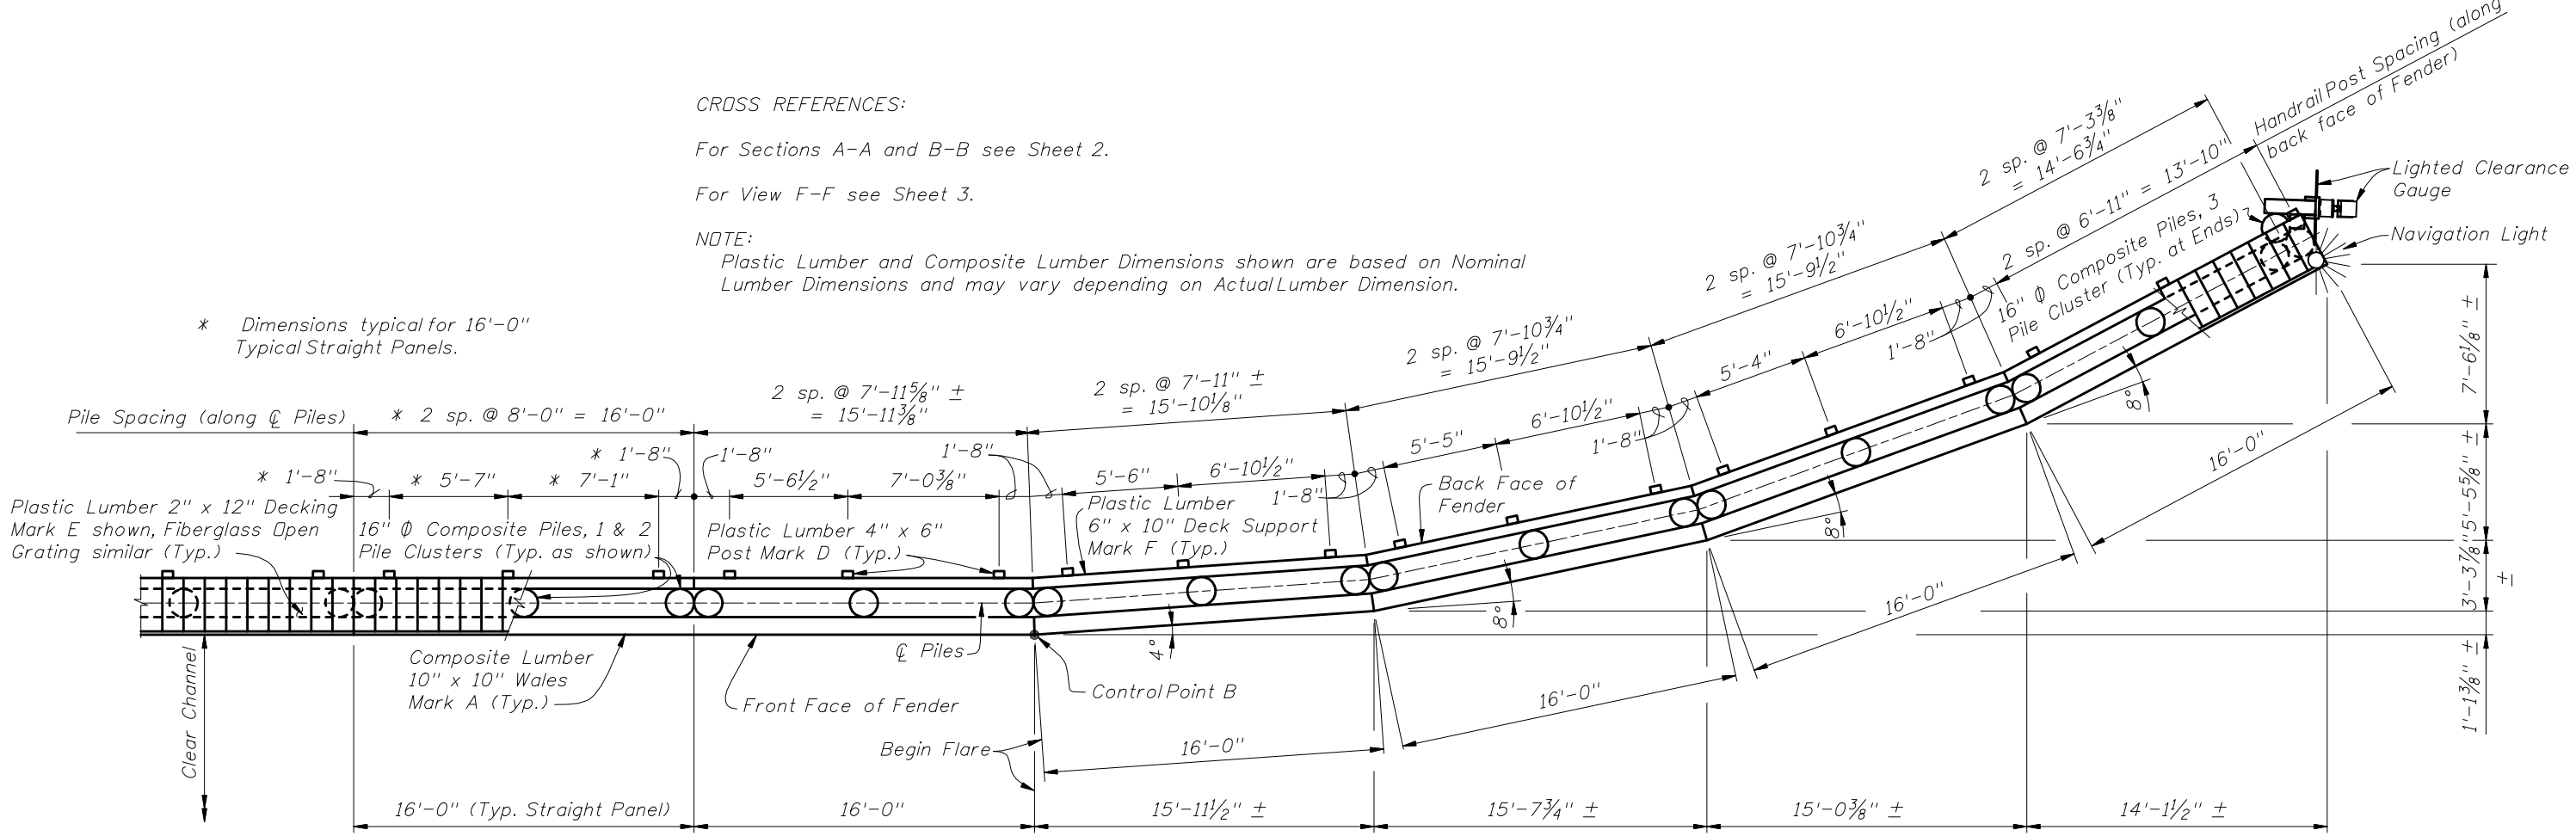 CROSS REFERENCES:
For Sections A-A and B-B see Sheet 2.
For View F-F see Sheet 3.
NOTE:
Plastic Lumber and Composite Lumber Dimensions shown are based on Nominal
Lumber Dimensions and may vary depending on Actual Lumber Dimension.
* Dimensions typical for 16'-0"
Typical Straight Panels.
Pile Spacing (along ℄ Piles)
* 2 sp. @ 8'-0" = 16'-0"
2 sp. @ 7'-11⅝" ±
= 15'-11⅜"
2 sp. @ 7'-11" ±
= 15'-10⅛"
2 sp. @ 7'-10¾"
= 15'-9½"
2 sp. @ 7'-10¾"
= 15'-9½"
2 sp. @ 7'-3⅜"
= 14'-6¾"
Handrail Post Spacing (along
back face of Fender)
2 sp. @ 6'-11" = 13'-10"
Lighted Clearance
Gauge
Navigation Light
16" Φ Composite Piles, 3
Pile Cluster (Typ. at Ends)
* 1'-8"
* 5'-7"
* 7'-1"
* 1'-8"
1'-8"
5'-6½"
7'-0⅜"
1'-8"
5'-6"
6'-10½"
1'-8"
5'-5"
6'-10½"
1'-8"
5'-4"
6'-10½"
1'-8"
Plastic Lumber 2" x 12" Decking
Mark E shown, Fiberglass Open
Grating similar (Typ.)
16" Φ Composite Piles, 1 & 2
Pile Clusters (Typ. as shown)
Plastic Lumber 4" x 6"
Post Mark D (Typ.)
Plastic Lumber
6" x 10" Deck Support
Mark F (Typ.)
Back Face of
Fender
Composite Lumber
10" x 10" Wales
Mark A (Typ.)
℄ Piles
Front Face of Fender
Control Point B
Begin Flare
Clear Channel
4°
8°
8°
8°
16'-0"
16'-0"
16'-0"
16'-0"
7'-6⅛" ±
5'-5⅝" ±
3'-3⅞"
±
1'-1⅜" ±
16'-0" (Typ. Straight Panel)
16'-0"
15'-11½" ±
15'-7¾" ±
15'-0⅜" ±
14'-1½" ±